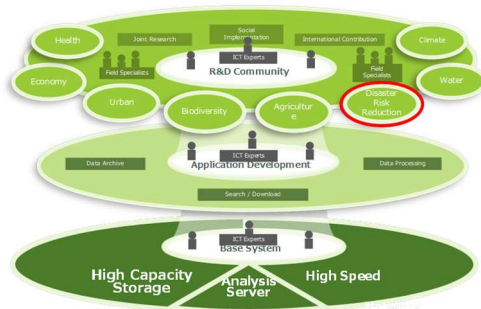 Health
Joint Research
Social
Implementation
International Contribution
Climate
ICT Experts
Field Specialists
R&D Community
Field
Specialists
Economy
Water
Urban
Biodiversity
Agricultur
e
Disaster
Risk
Reduction
ICT Experts
Data Archive
Application Development
Data Processing
Search / Download
ICT Experts
Base System
High Capacity
Storage
Analysis
Server
High Speed